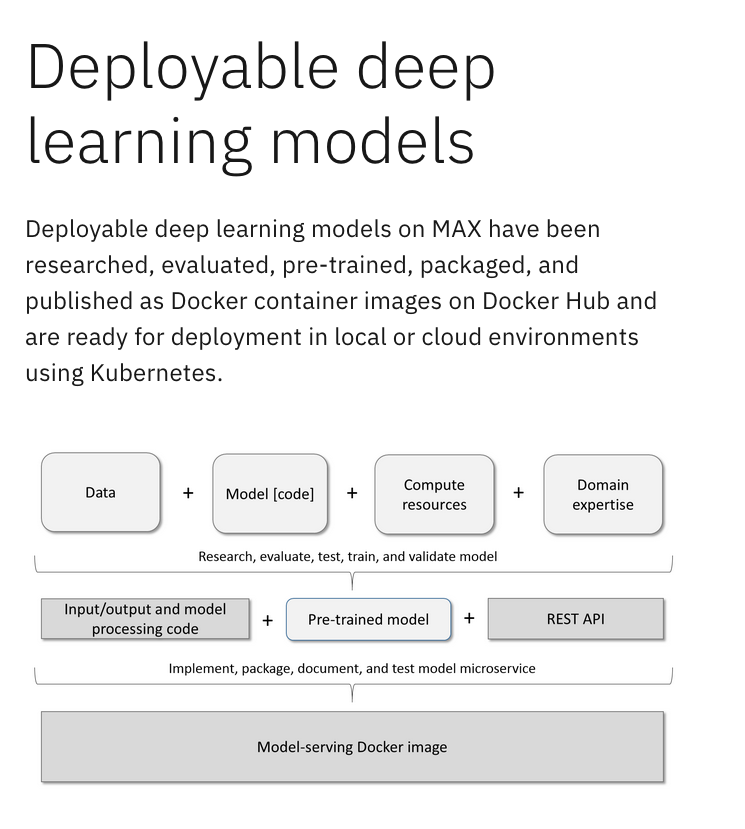 Deployable deep
learning models
Deployable deep learning models on MAX have been
researched, evaluated, pre-trained, packaged, and
published as Docker container images on Docker Hub and
are ready for deployment in local or cloud environments
using Kubernetes.
Data + Model [code] + Compute resources + Domain expertise
Research, evaluate, test, train, and validate model
Input/output and model processing code + Pre-trained model + REST API
Implement, package, document, and test model microservice
Model-serving Docker image